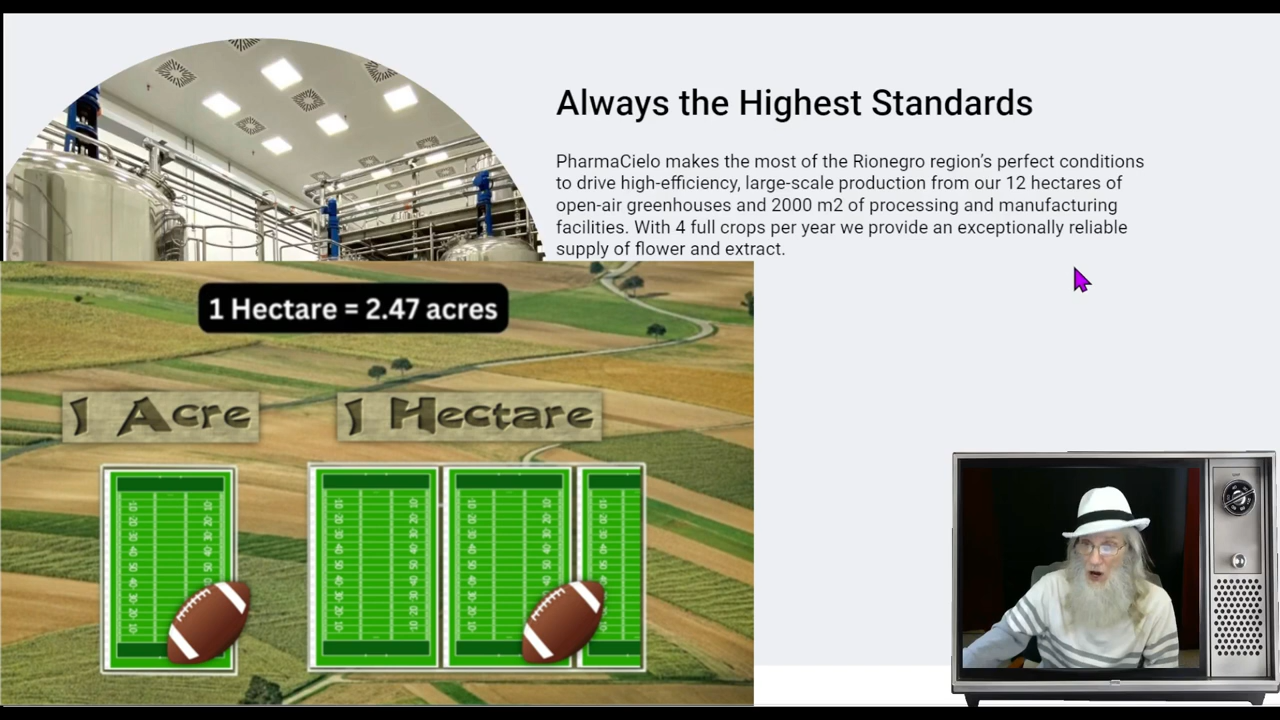 Always the Highest Standards
PharmaCielo makes the most of the Rionegro region's perfect conditions
to drive high-efficiency, large-scale production from our 12 hectares of
open-air greenhouses and 2000 m2 of processing and manufacturing
facilities. With 4 full crops per year we provide an exceptionally reliable
supply of flower and extract.
1 Hectare = 2.47 acres
1 Acre
1 Hectare